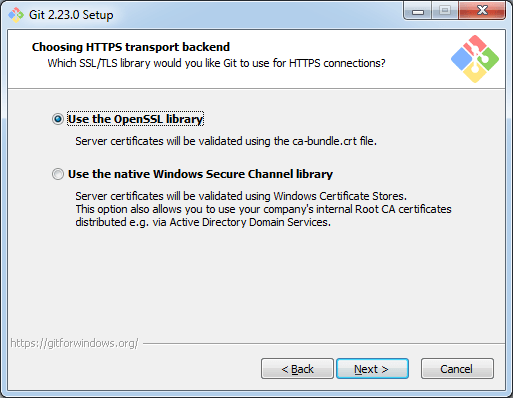 Git 2.23.0 Setup
Choosing HTTPS transport backend
Which SSL/TLS library would you like Git to use for HTTPS connections?
Use the OpenSSL library
Server certificates will be validated using the ca-bundle.crt file.
Use the native Windows Secure Channel library
Server certificates will be validated using Windows Certificate Stores.
This option also allows you to use your company's internal Root CA certificates
distributed e.g. via Active Directory Domain Services.
https://gitforwindows.org/
< Back
Next >
Cancel